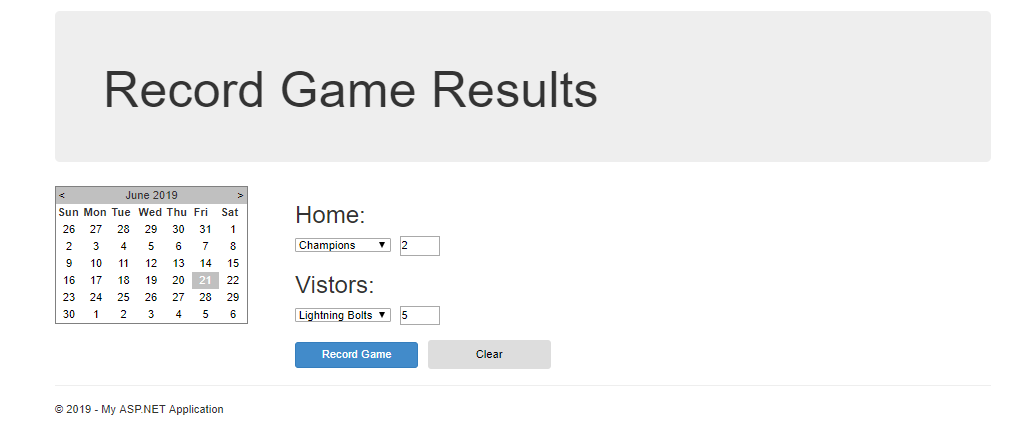 Record Game Results
< June 2019 >
Sun Mon Tue Wed Thu Fri Sat
26 27 28 29 30 31 1
2 3 4 5 6 7 8
9 10 11 12 13 14 15
16 17 18 19 20 21 22
23 24 25 26 27 28 29
30 1 2 3 4 5 6
Home:
Champions 2
Vistors:
Lightning Bolts 5
Record Game Clear
© 2019 - My ASP.NET Application